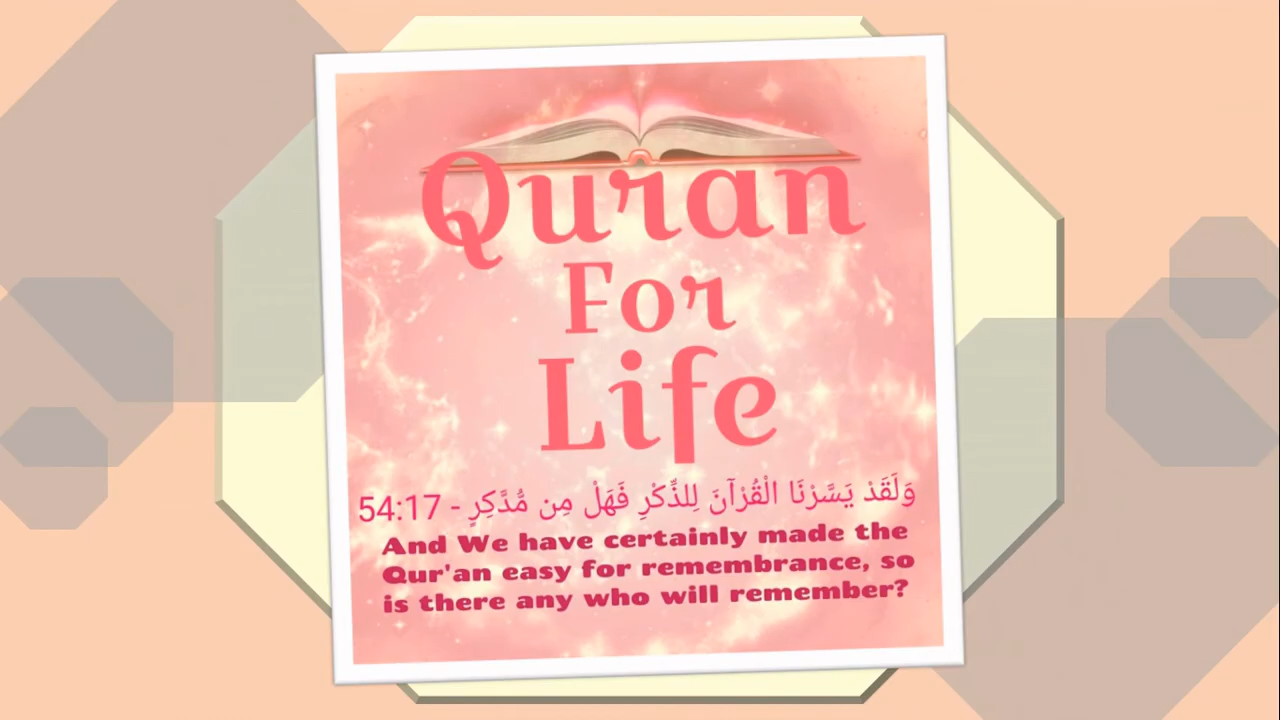 Quran
For
Life
وَلَقَدْ يَسَّرْنَا الْقُرْآنَ لِلذِّكْرِ فَهَلْ مِن مُّدَّكِرٍ - 54:17
And We have certainly made the
Qur'an easy for remembrance, so
is there any who will remember?